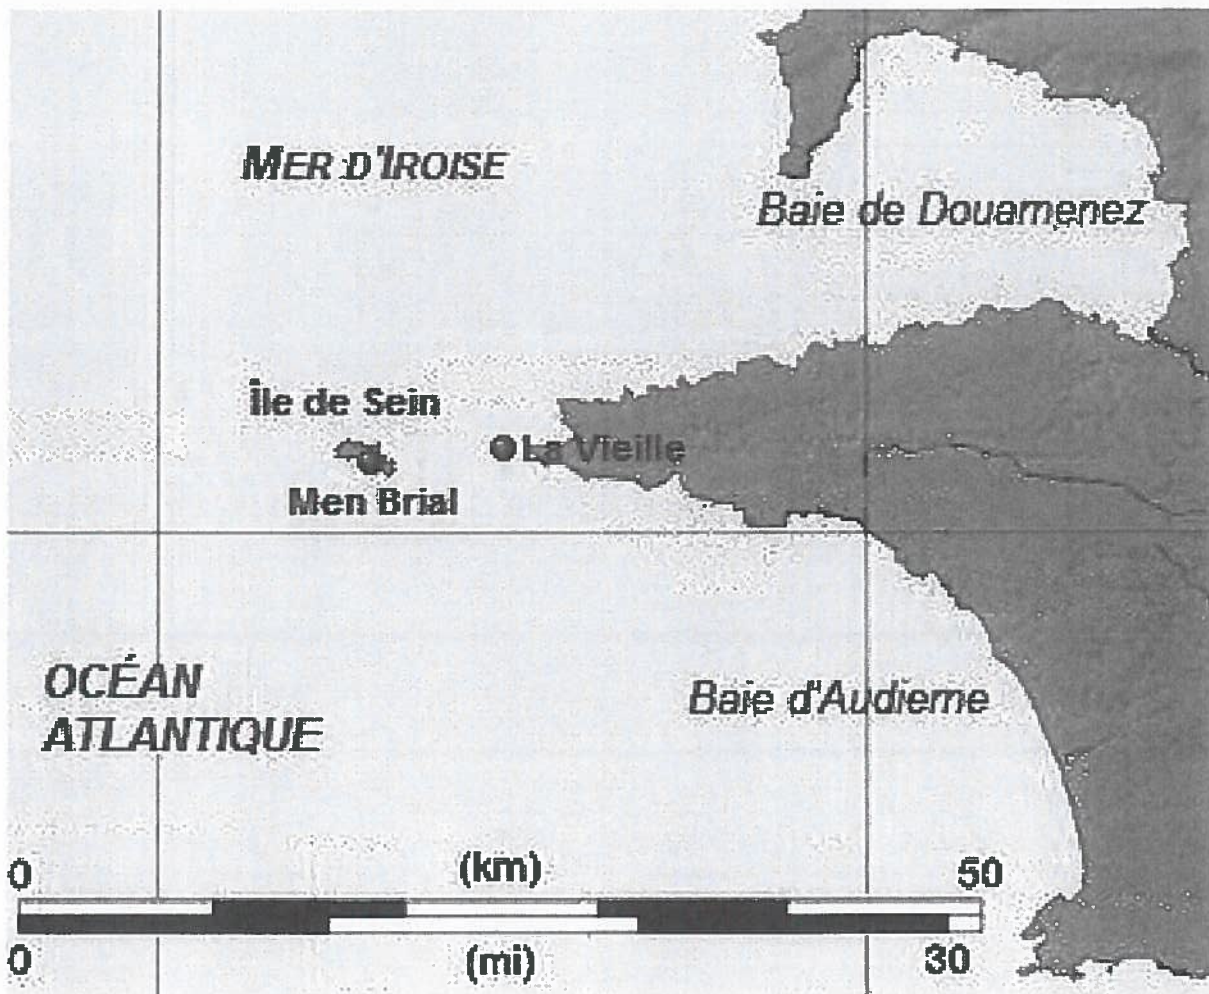 MER D'IROISE
Baie de Douarnenez
Île de Sein
La Vieille
Men Brial
OCÉAN
ATLANTIQUE
Baie d'Audierne
0 (km) 50
0 (mi) 30